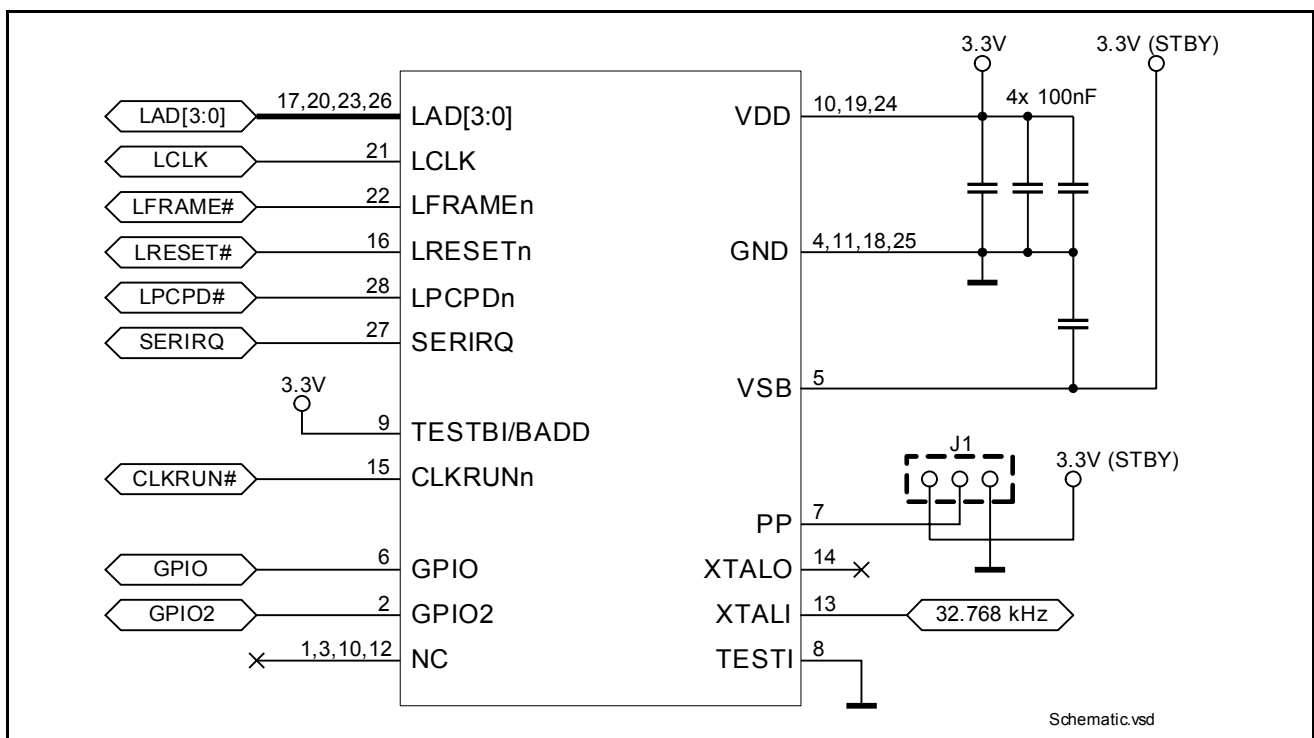 3.3V 3.3V (STBY)
LAD[3:0] 17,20,23,26 LAD[3:0] VDD 10,19,24 4x 100nF
LCLK 21 LCLK
LFRAME# 22 LFRAMEn
LRESET# 16 LRESETn GND 4,11,18,25
LPCPD# 28 LPCPDn
SERIRQ 27 SERIRQ
3.3V VSB 5
9 TESTBI/BADD J1
CLKRUN# 15 CLKRUNn 3.3V (STBY)
PP 7
GPIO 6 GPIO XTALO 14
GPIO2 2 GPIO2 XTALI 13 32.768 kHz
1,3,10,12 NC TESTI 8
Schematic.vsd